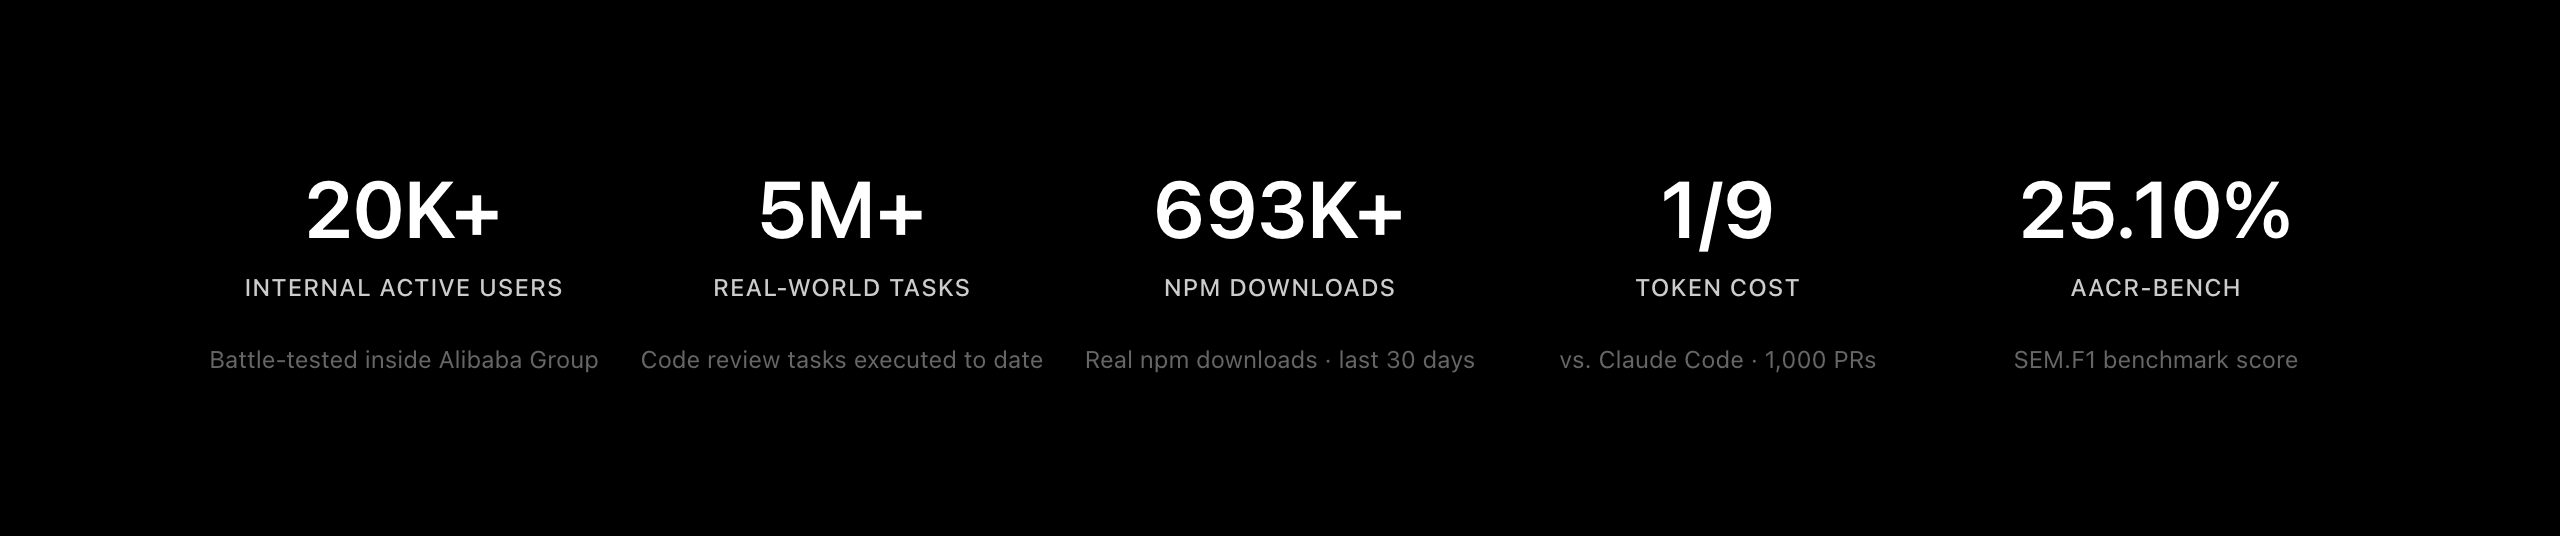 20K+
INTERNAL ACTIVE USERS
Battle-tested inside Alibaba Group
5M+
REAL-WORLD TASKS
Code review tasks executed to date
693K+
NPM DOWNLOADS
Real npm downloads · last 30 days
1/9
TOKEN COST
vs. Claude Code · 1,000 PRs
25.10%
AACR-BENCH
SEM.F1 benchmark score